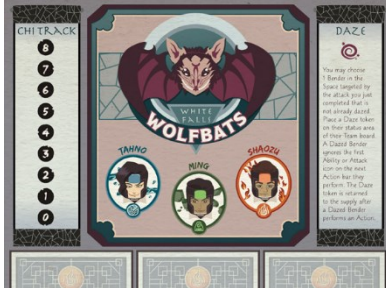 CHI TRACK
8
7
6
5
4
3
2
1
0
WHITE
FALLS
WOLFBATS
TAHNO
MING
SHAOZU
DAZE
You may choose
1 Bender in the
Space targeted by
the attack you just
completed that is
not already dazed.
Place a Daze token
on their status area
of their Team board.
A Dazed Bender
ignores the first
Ability or Attack
icon on the next
Action bar they
perform. The Daze
token is returned
to the supply after
a Dazed Bender
performs an Action.